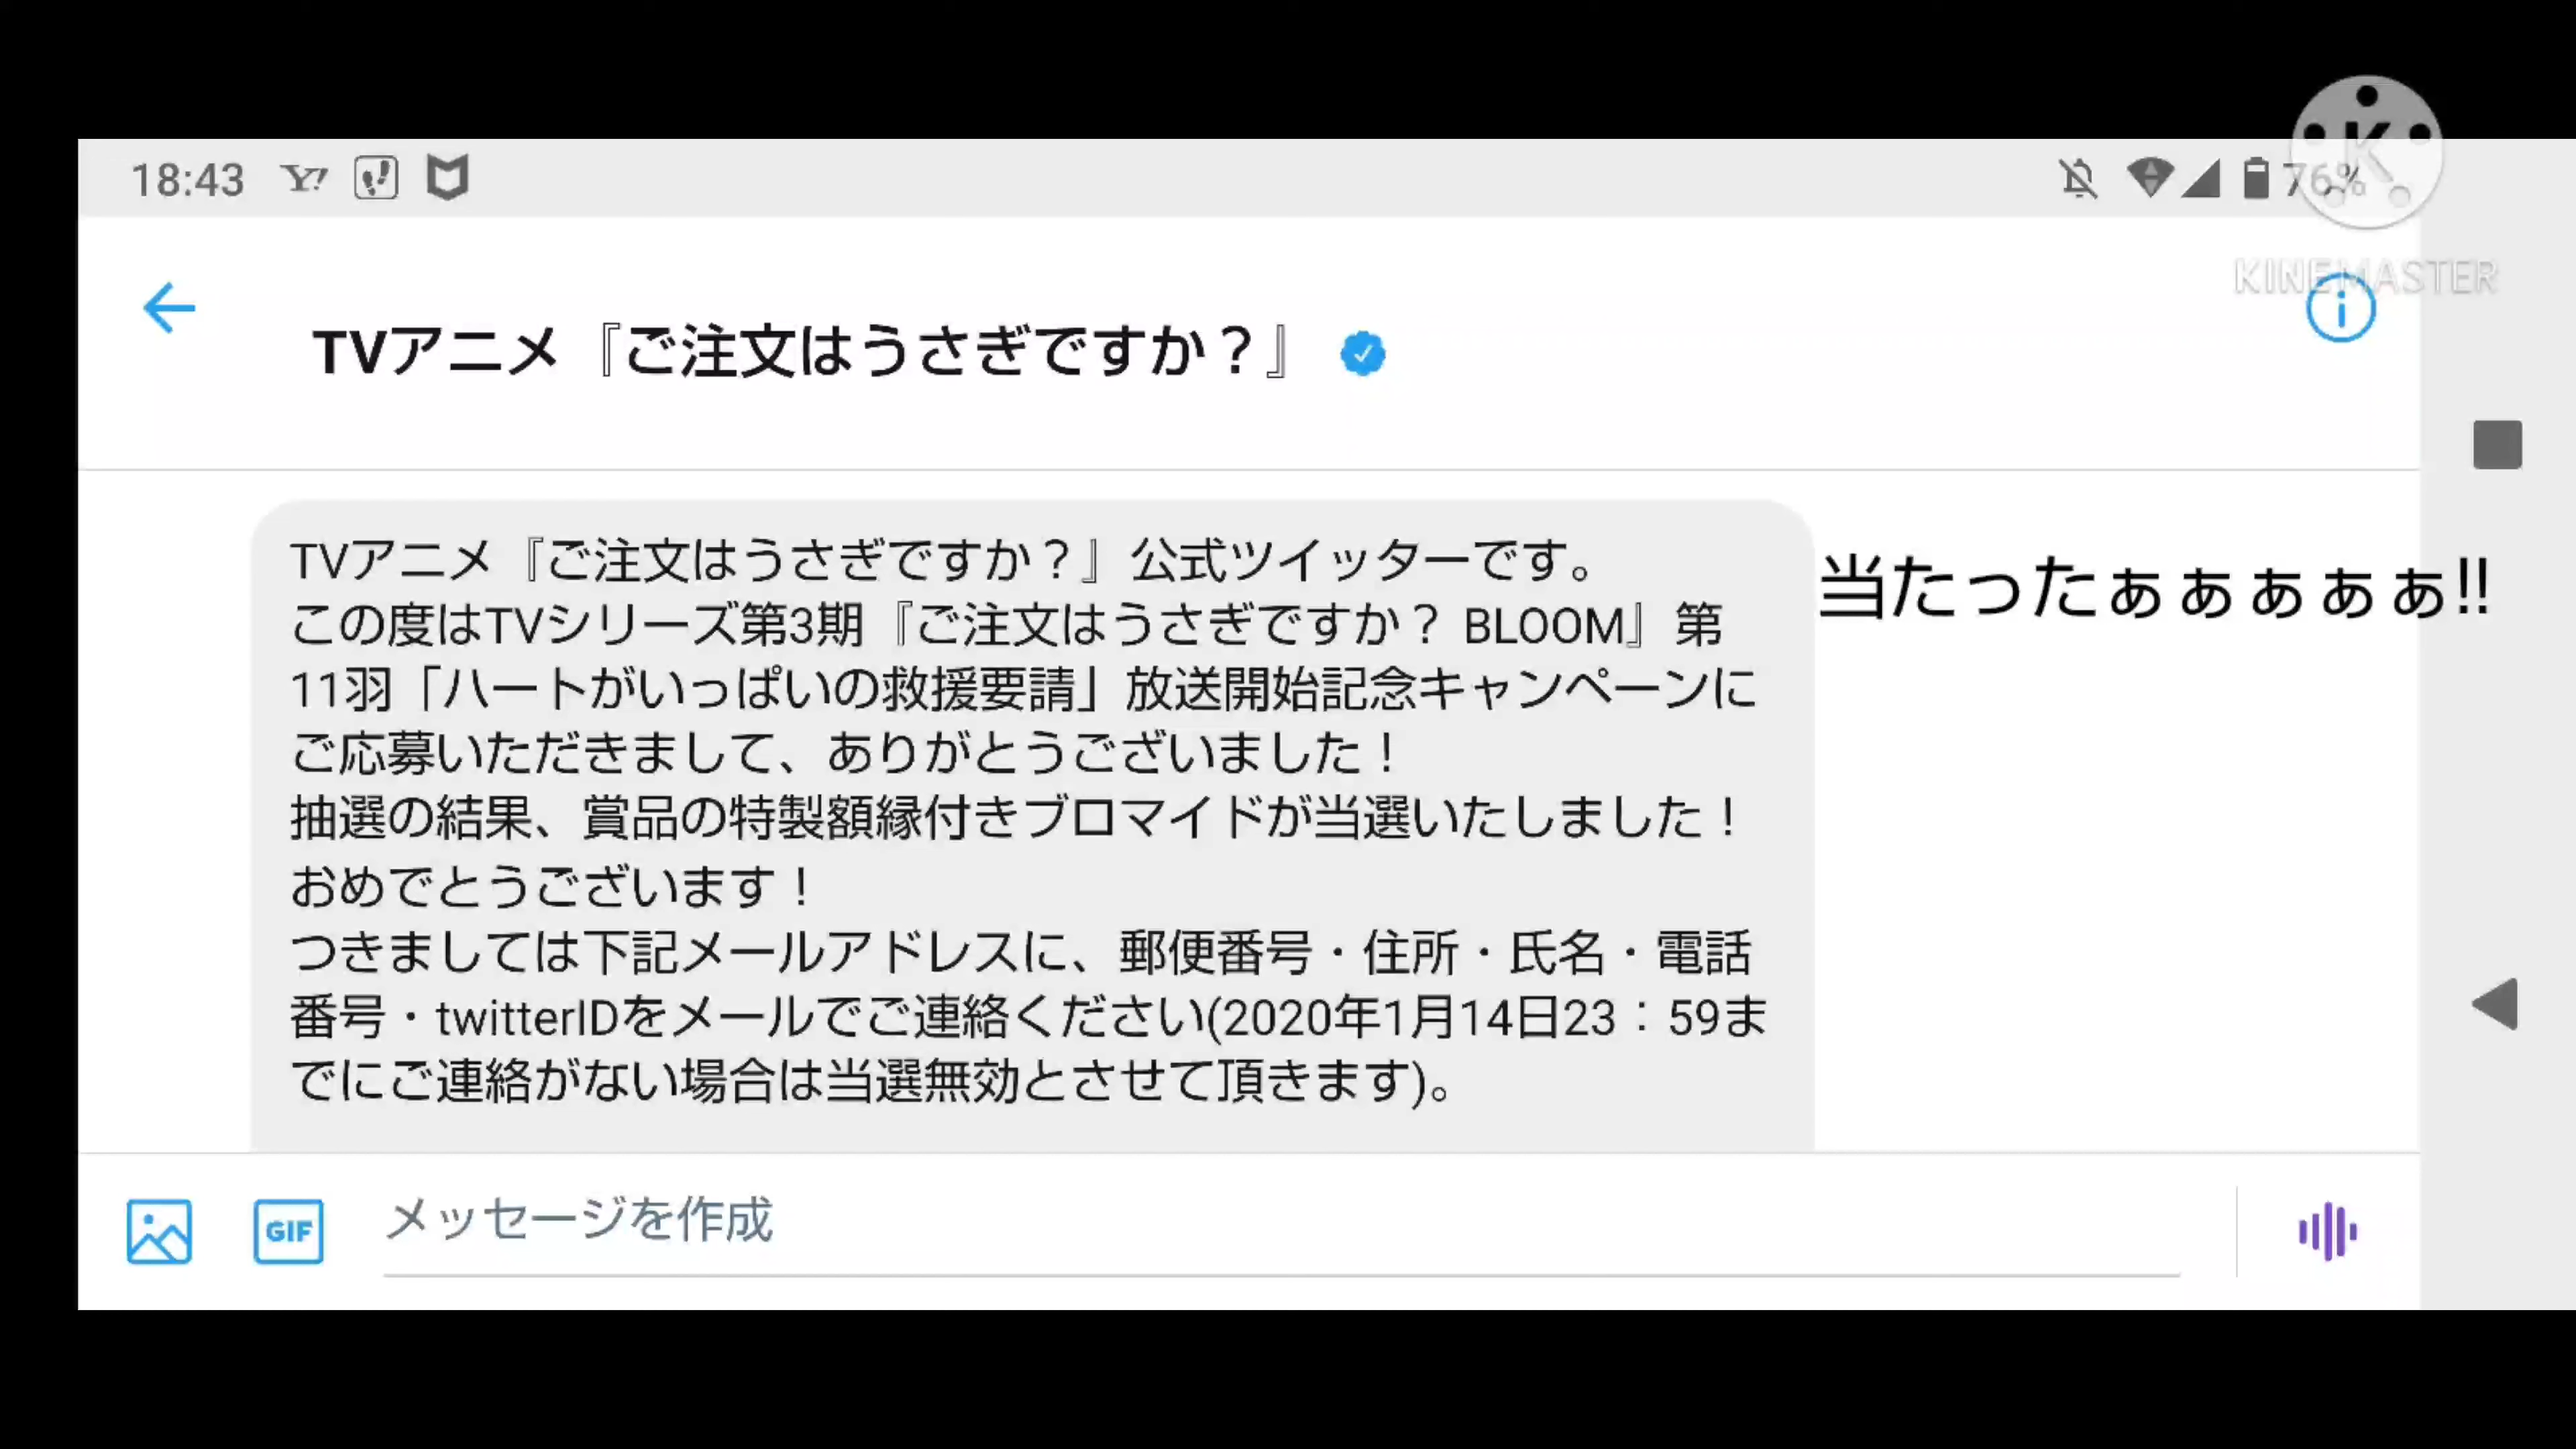 18:43
76%
KINEMASTER
TVアニメ『ご注文はうさぎですか？』
TVアニメ『ご注文はうさぎですか？』公式ツイッターです。
この度はTVシリーズ第3期『ご注文はうさぎですか？ BLOOM』第
11羽「ハートがいっぱいの救援要請」放送開始記念キャンペーンに
ご応募いただきまして、ありがとうございました！
抽選の結果、賞品の特製額縁付きブロマイドが当選いたしました！
おめでとうございます！
つきましては下記メールアドレスに、郵便番号・住所・氏名・電話
番号・twitterIDをメールでご連絡ください(2020年1月14日23：59ま
でにご連絡がない場合は当選無効とさせて頂きます)。
当たったぁぁぁぁぁ!!
GIF
メッセージを作成